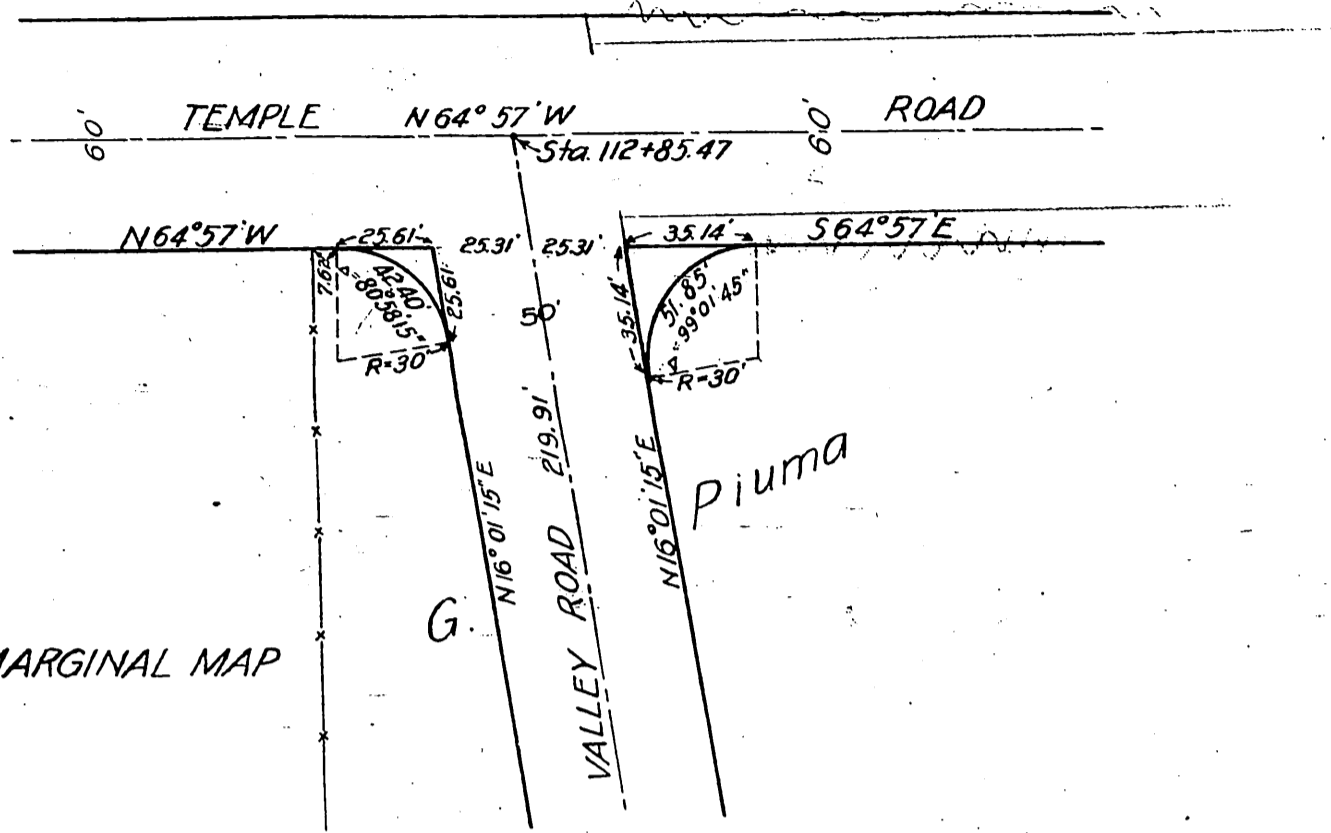 TEMPLE N64°57'W ROAD
60'
60'
Sta. 112+85.47
N64°57'W
25.61'
25.31' 25.31'
35.14'
S64°57'E
7.62'
42.40'
Δ=80°58'15"
25.61'
R=30'
50'
35.14'
51.85'
Δ=99°01'45"
R=30'
N16°01'15"E
VALLEY ROAD 219.91'
N16°01'15"E
Piuma
G.
MARGINAL MAP